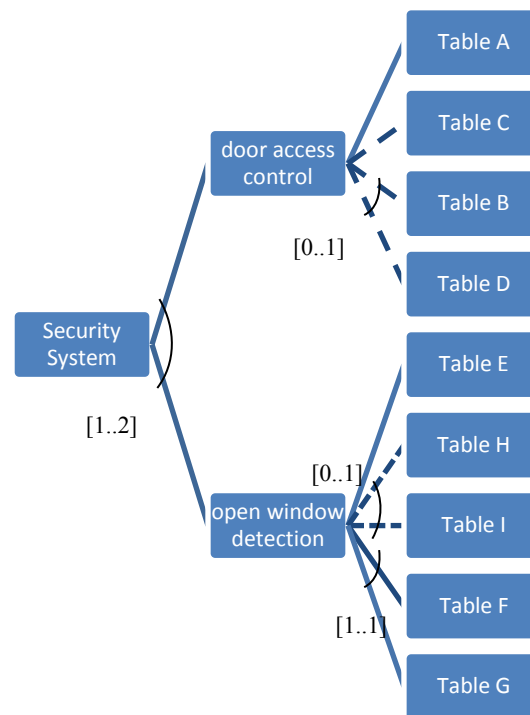 Table A
Table C
door access
control
Table B
[0..1]
Table D
Security
System
Table E
[1..2]
Table H
[0..1]
open window
detection
Table I
Table F
[1..1]
Table G